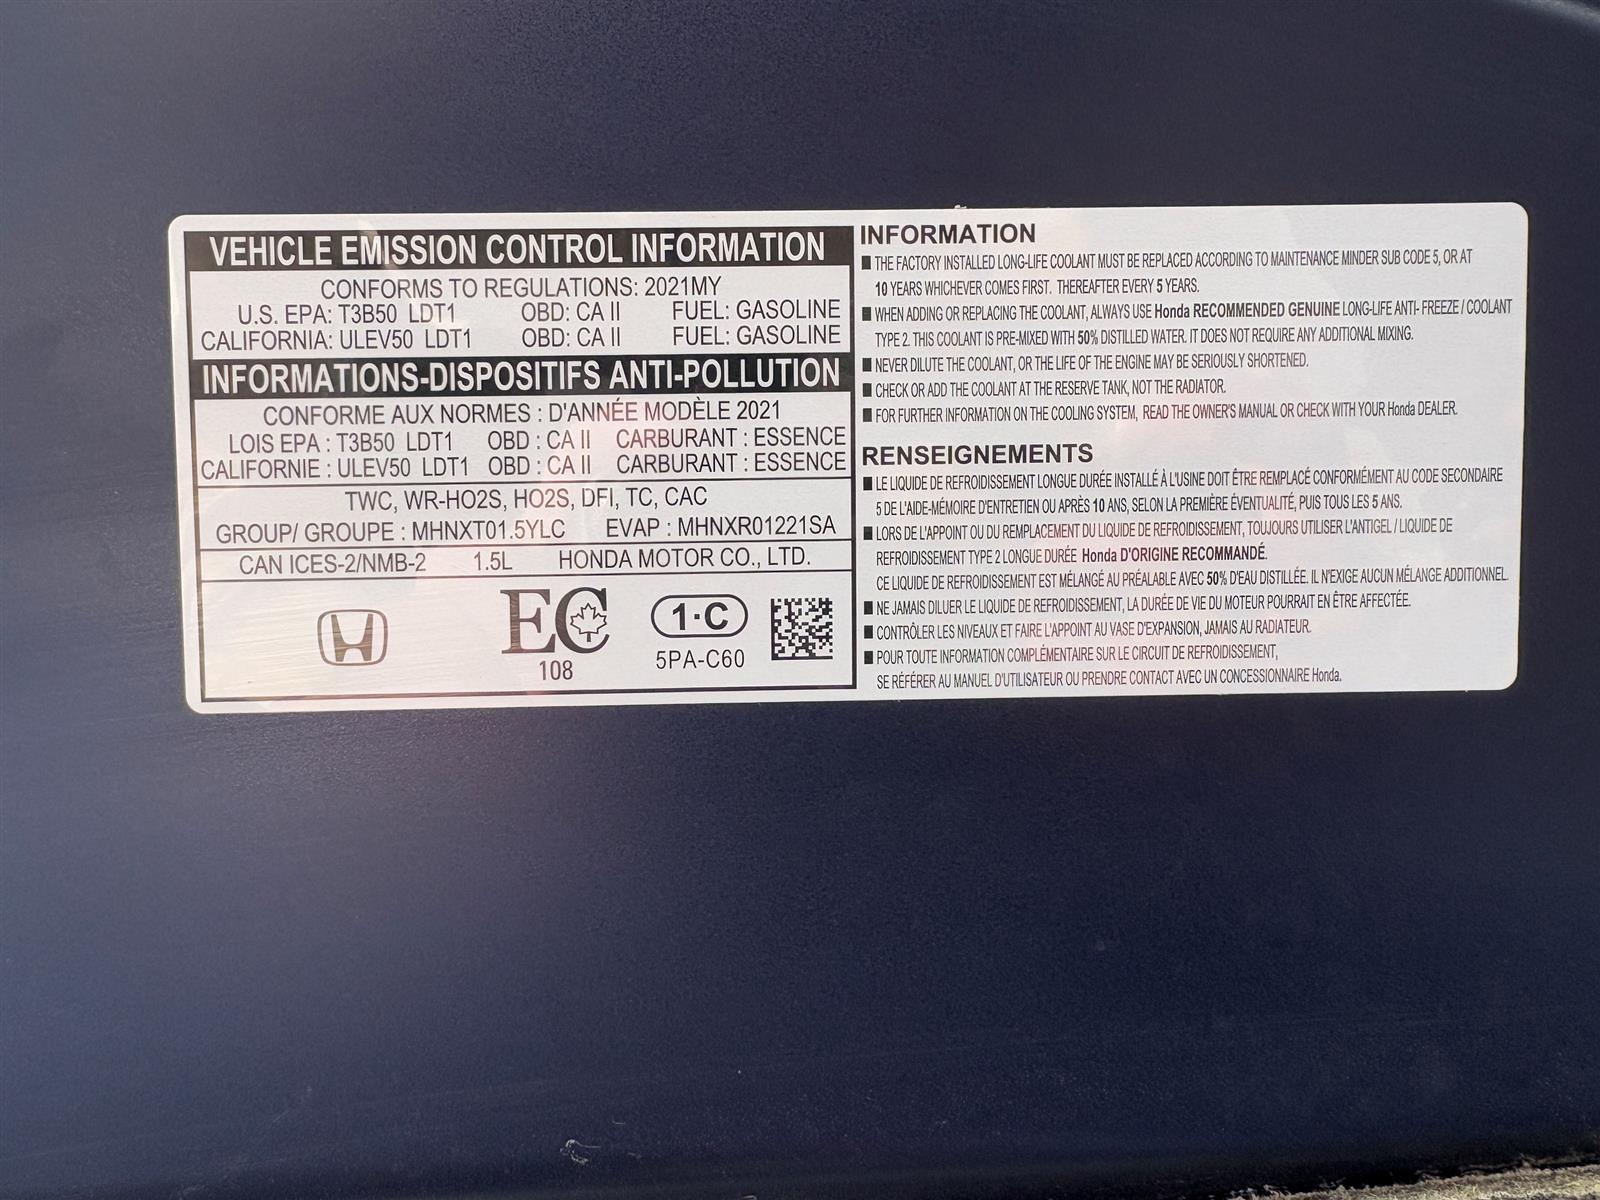 VEHICLE EMISSION CONTROL INFORMATION
CONFORMS TO REGULATIONS: 2021MY
U.S. EPA: T3B50 LDT1 OBD: CA II FUEL: GASOLINE
CALIFORNIA: ULEV50 LDT1 OBD: CA II FUEL: GASOLINE
INFORMATIONS-DISPOSITIFS ANTI-POLLUTION
CONFORME AUX NORMES : D'ANNÉE MODÈLE 2021
LOIS EPA : T3B50 LDT1 OBD : CA II CARBURANT : ESSENCE
CALIFORNIE : ULEV50 LDT1 OBD : CA II CARBURANT : ESSENCE
TWC, WR-HO2S, HO2S, DFI, TC, CAC
GROUP/ GROUPE : MHNXT01.5YLC EVAP : MHNXR01221SA
CAN ICES-2/NMB-2 1.5L HONDA MOTOR CO., LTD.
EC
108
1·C
5PA-C60
INFORMATION
■ THE FACTORY INSTALLED LONG-LIFE COOLANT MUST BE REPLACED ACCORDING TO MAINTENANCE MINDER SUB CODE 5, OR AT
10 YEARS WHICHEVER COMES FIRST. THEREAFTER EVERY 5 YEARS.
■ WHEN ADDING OR REPLACING THE COOLANT, ALWAYS USE Honda RECOMMENDED GENUINE LONG-LIFE ANTI- FREEZE / COOLANT
TYPE 2. THIS COOLANT IS PRE-MIXED WITH 50% DISTILLED WATER. IT DOES NOT REQUIRE ANY ADDITIONAL MIXING.
■ NEVER DILUTE THE COOLANT, OR THE LIFE OF THE ENGINE MAY BE SERIOUSLY SHORTENED.
■ CHECK OR ADD THE COOLANT AT THE RESERVE TANK, NOT THE RADIATOR.
■ FOR FURTHER INFORMATION ON THE COOLING SYSTEM, READ THE OWNER'S MANUAL OR CHECK WITH YOUR Honda DEALER.
RENSEIGNEMENTS
■ LE LIQUIDE DE REFROIDISSEMENT LONGUE DURÉE INSTALLÉ À L'USINE DOIT ÊTRE REMPLACÉ CONFORMÉMENT AU CODE SECONDAIRE
5 DE L'AIDE-MÉMOIRE D'ENTRETIEN OU APRÈS 10 ANS, SELON LA PREMIÈRE ÉVENTUALITÉ, PUIS TOUS LES 5 ANS.
■ LORS DE L'APPOINT OU DU REMPLACEMENT DU LIQUIDE DE REFROIDISSEMENT, TOUJOURS UTILISER L'ANTIGEL / LIQUIDE DE
REFROIDISSEMENT TYPE 2 LONGUE DURÉE Honda D'ORIGINE RECOMMANDÉ.
CE LIQUIDE DE REFROIDISSEMENT EST MÉLANGÉ AU PRÉALABLE AVEC 50% D'EAU DISTILLÉE. IL N'EXIGE AUCUN MÉLANGE ADDITIONNEL.
■ NE JAMAIS DILUER LE LIQUIDE DE REFROIDISSEMENT, LA DURÉE DE VIE DU MOTEUR POURRAIT EN ÊTRE AFFECTÉE.
■ CONTRÔLER LES NIVEAUX ET FAIRE L'APPOINT AU VASE D'EXPANSION, JAMAIS AU RADIATEUR.
■ POUR TOUTE INFORMATION COMPLÉMENTAIRE SUR LE CIRCUIT DE REFROIDISSEMENT,
SE RÉFÉRER AU MANUEL D'UTILISATEUR OU PRENDRE CONTACT AVEC UN CONCESSIONNAIRE Honda.